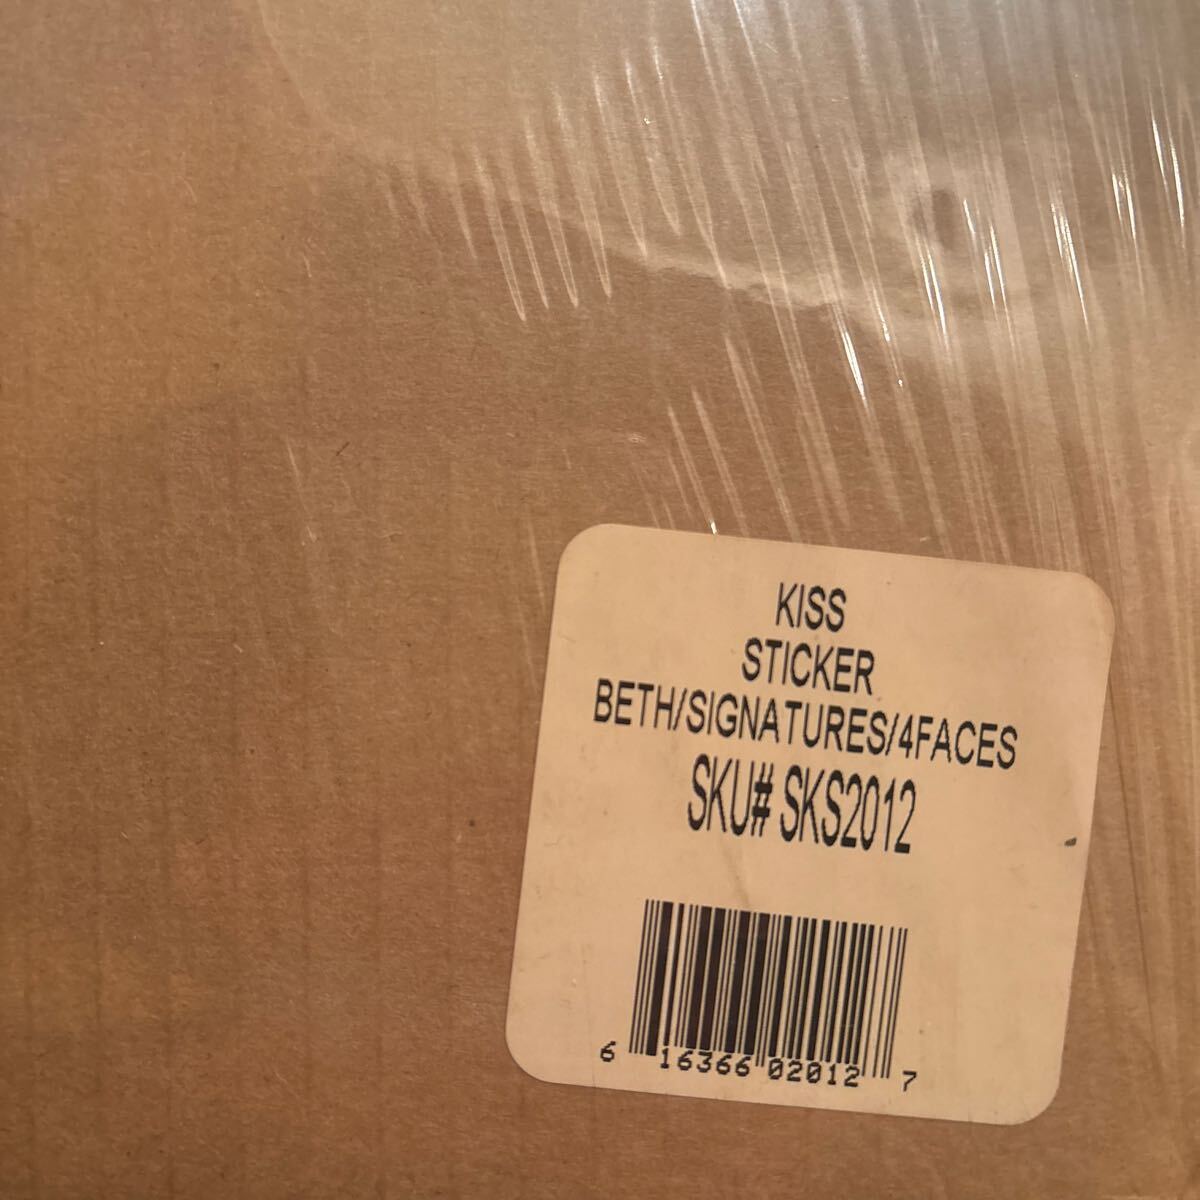 KISS
STICKER
BETH/SIGNATURES/4FACES
SKU# SKS2012
6 16366 02012 7